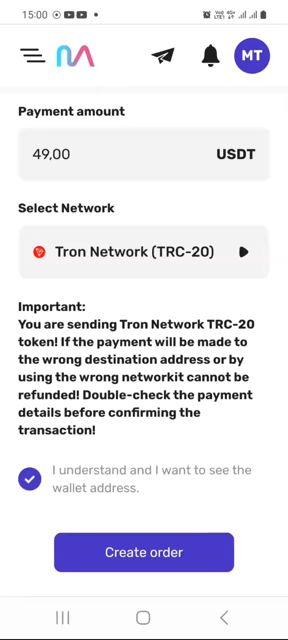 15:00
MT
Payment amount
49,00 USDT
Select Network
Tron Network (TRC-20)
Important:
You are sending Tron Network TRC-20
token! If the payment will be made to
the wrong destination address or by
using the wrong networkit cannot be
refunded! Double-check the payment
details before confirming the
transaction!
I understand and I want to see the
wallet address.
Create order